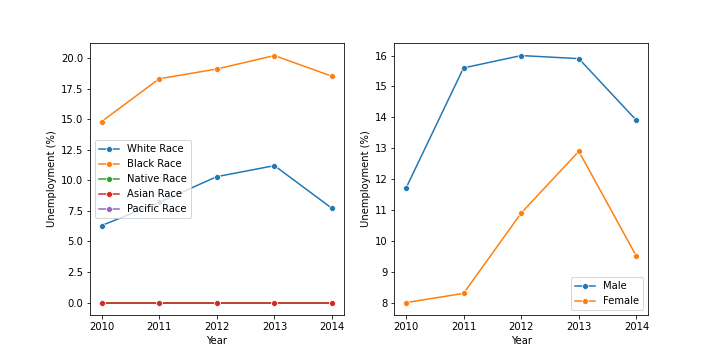 20.0
17.5
15.0
12.5
10.0
7.5
5.0
2.5
0.0
Unemployment (%)
White Race
Black Race
Native Race
Asian Race
Pacific Race
2010 2011 2012 2013 2014
Year
16
15
14
13
12
11
10
9
8
Unemployment (%)
Male
Female
2010 2011 2012 2013 2014
Year